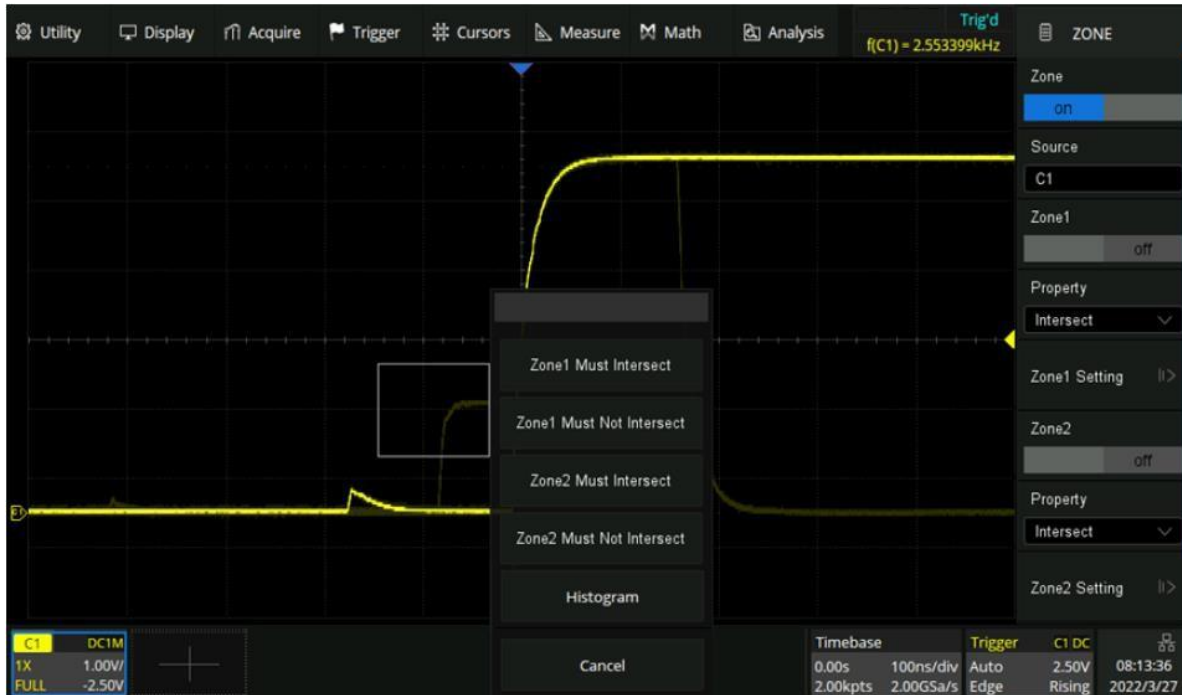 Utility Display Acquire Trigger Cursors Measure Math Analysis
Trig'd
f(C1) = 2.553399kHz
ZONE
Zone
on
Source
C1
Zone1
off
Property
Intersect
Zone1 Setting
Zone2
off
Property
Intersect
Zone2 Setting
Zone1 Must Intersect
Zone1 Must Not Intersect
Zone2 Must Intersect
Zone2 Must Not Intersect
Histogram
Cancel
C1
C1 DC1M
1X 1.00V/
FULL -2.50V
Timebase
0.00s 100ns/div
2.00kpts 2.00GSa/s
Trigger C1 DC
Auto 2.50V
Edge Rising
08:13:36
2022/3/27